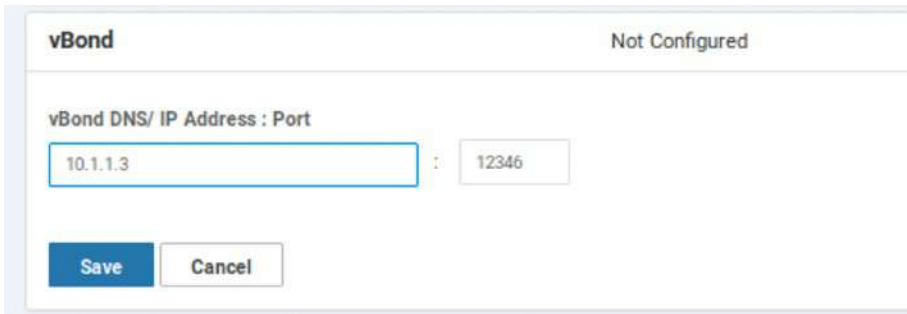 vBond Not Configured
vBond DNS/ IP Address : Port
10.1.1.3 : 12346
Save Cancel